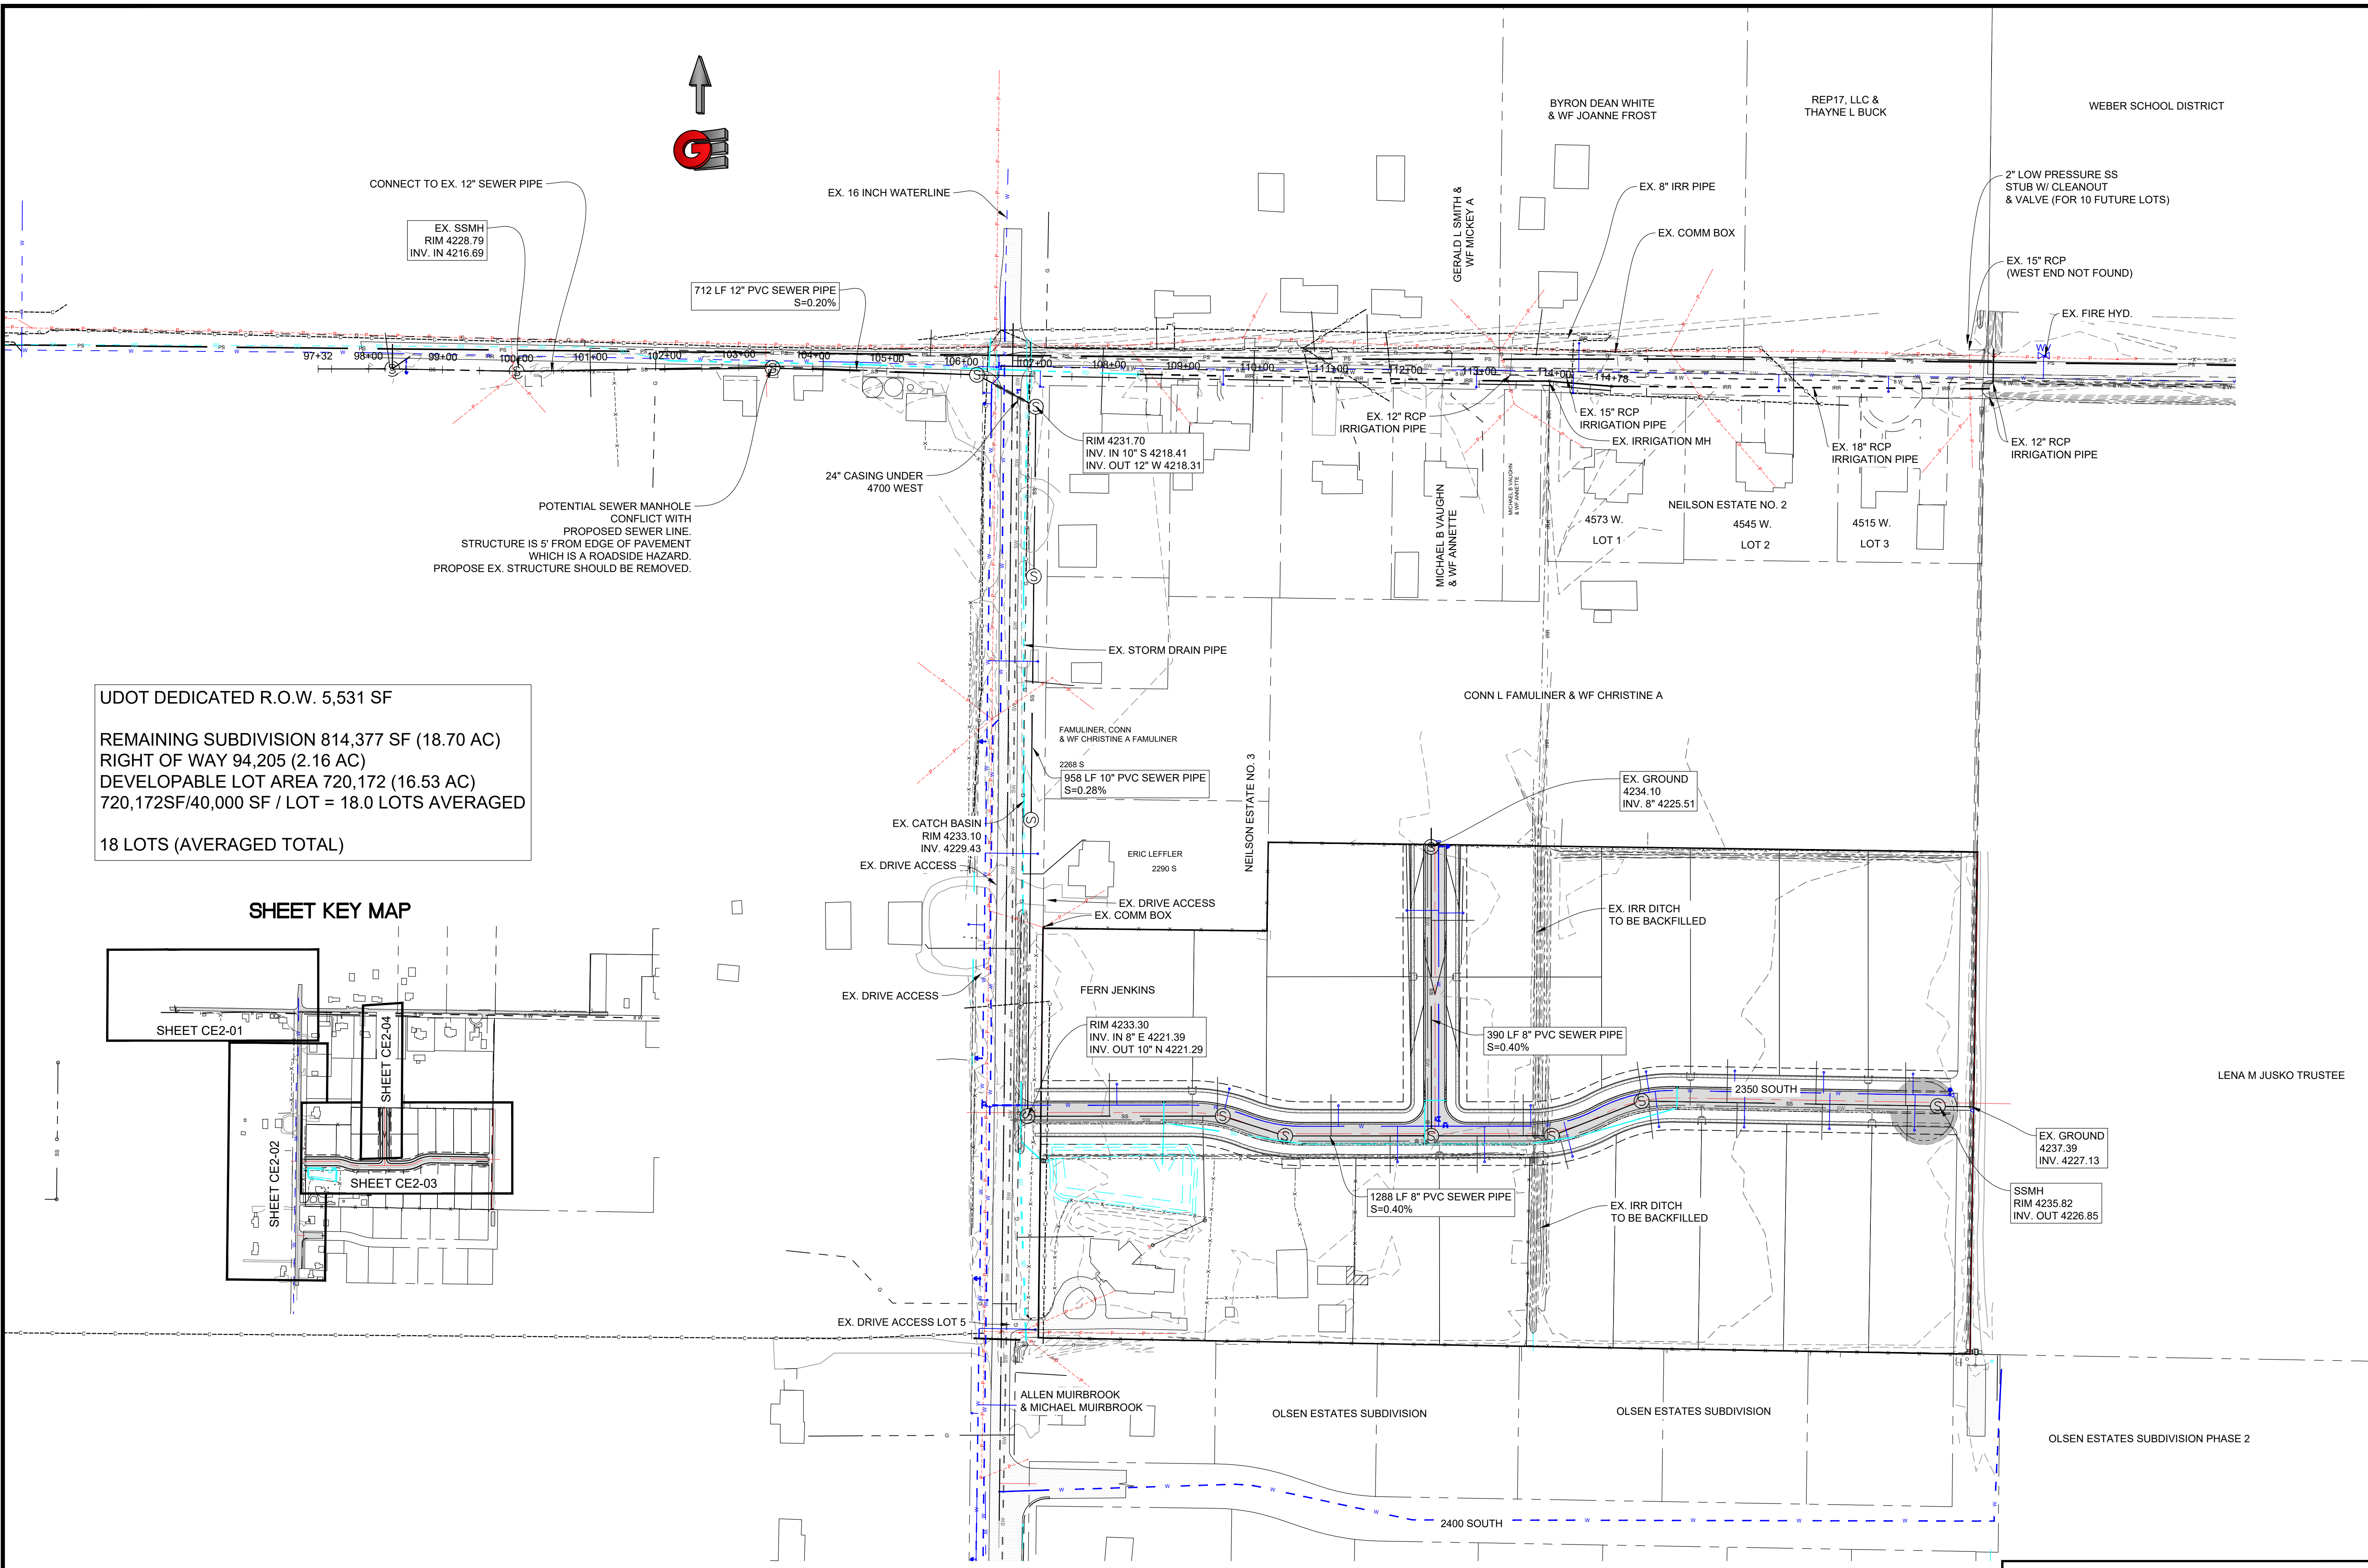 BYRON DEAN WHITE
& WF JOANNE FROST
REP17, LLC &
THAYNE L BUCK
WEBER SCHOOL DISTRICT
CONNECT TO EX. 12" SEWER PIPE
EX. 16 INCH WATERLINE
GERALD L SMITH &
WF MICKEY A
EX. 8" IRR PIPE
2" LOW PRESSURE SS
STUB W/ CLEANOUT
& VALVE (FOR 10 FUTURE LOTS)
EX. SSMH
RIM 4228.79
INV. IN 4216.69
EX. COMM BOX
EX. 15" RCP
(WEST END NOT FOUND)
712 LF 12" PVC SEWER PIPE
S=0.20%
EX. FIRE HYD.
97+32
98+00
99+00
100+00
101+00
102+00
103+00
104+00
105+00
106+00
107+00
108+00
109+00
110+00
111+00
112+00
113+00
114+00
114+78
EX. 12" RCP
IRRIGATION PIPE
EX. 15" RCP
IRRIGATION PIPE
EX. IRRIGATION MH
EX. 18" RCP
IRRIGATION PIPE
EX. 12" RCP
IRRIGATION PIPE
RIM 4231.70
INV. IN 10" S 4218.41
INV. OUT 12" W 4218.31
24" CASING UNDER
4700 WEST
POTENTIAL SEWER MANHOLE
CONFLICT WITH
PROPOSED SEWER LINE.
STRUCTURE IS 5' FROM EDGE OF PAVEMENT
WHICH IS A ROADSIDE HAZARD.
PROPOSE EX. STRUCTURE SHOULD BE REMOVED.
MICHAEL B VAUGHN
& WF ANNETTE
MICHAEL B VAUGHN
& WF ANNETTE
NEILSON ESTATE NO. 2
4573 W.
LOT 1
4545 W.
LOT 2
4515 W.
LOT 3
EX. STORM DRAIN PIPE
CONN L FAMULINER & WF CHRISTINE A
UDOT DEDICATED R.O.W. 5,531 SF
REMAINING SUBDIVISION 814,377 SF (18.70 AC)
RIGHT OF WAY 94,205 (2.16 AC)
DEVELOPABLE LOT AREA 720,172 (16.53 AC)
720,172SF/40,000 SF / LOT = 18.0 LOTS AVERAGED
18 LOTS (AVERAGED TOTAL)
FAMULINER, CONN
& WF CHRISTINE A FAMULINER
2268 S
958 LF 10" PVC SEWER PIPE
S=0.28%
NEILSON ESTATE NO. 3
EX. GROUND
4234.10
INV. 8" 4225.51
EX. CATCH BASIN
RIM 4233.10
INV. 4229.43
EX. DRIVE ACCESS
ERIC LEFFLER
2290 S
EX. DRIVE ACCESS
EX. COMM BOX
EX. IRR DITCH
TO BE BACKFILLED
SHEET KEY MAP
SHEET CE2-01
SHEET CE2-04
SHEET CE2-02
SHEET CE2-03
EX. DRIVE ACCESS
FERN JENKINS
RIM 4233.30
INV. IN 8" E 4221.39
INV. OUT 10" N 4221.29
390 LF 8" PVC SEWER PIPE
S=0.40%
2350 SOUTH
LENA M JUSKO TRUSTEE
EX. GROUND
4237.39
INV. 4227.13
1288 LF 8" PVC SEWER PIPE
S=0.40%
EX. IRR DITCH
TO BE BACKFILLED
SSMH
RIM 4235.82
INV. OUT 4226.85
EX. DRIVE ACCESS LOT 5
ALLEN MUIRBROOK
& MICHAEL MUIRBROOK
OLSEN ESTATES SUBDIVISION
OLSEN ESTATES SUBDIVISION
OLSEN ESTATES SUBDIVISION PHASE 2
2400 SOUTH